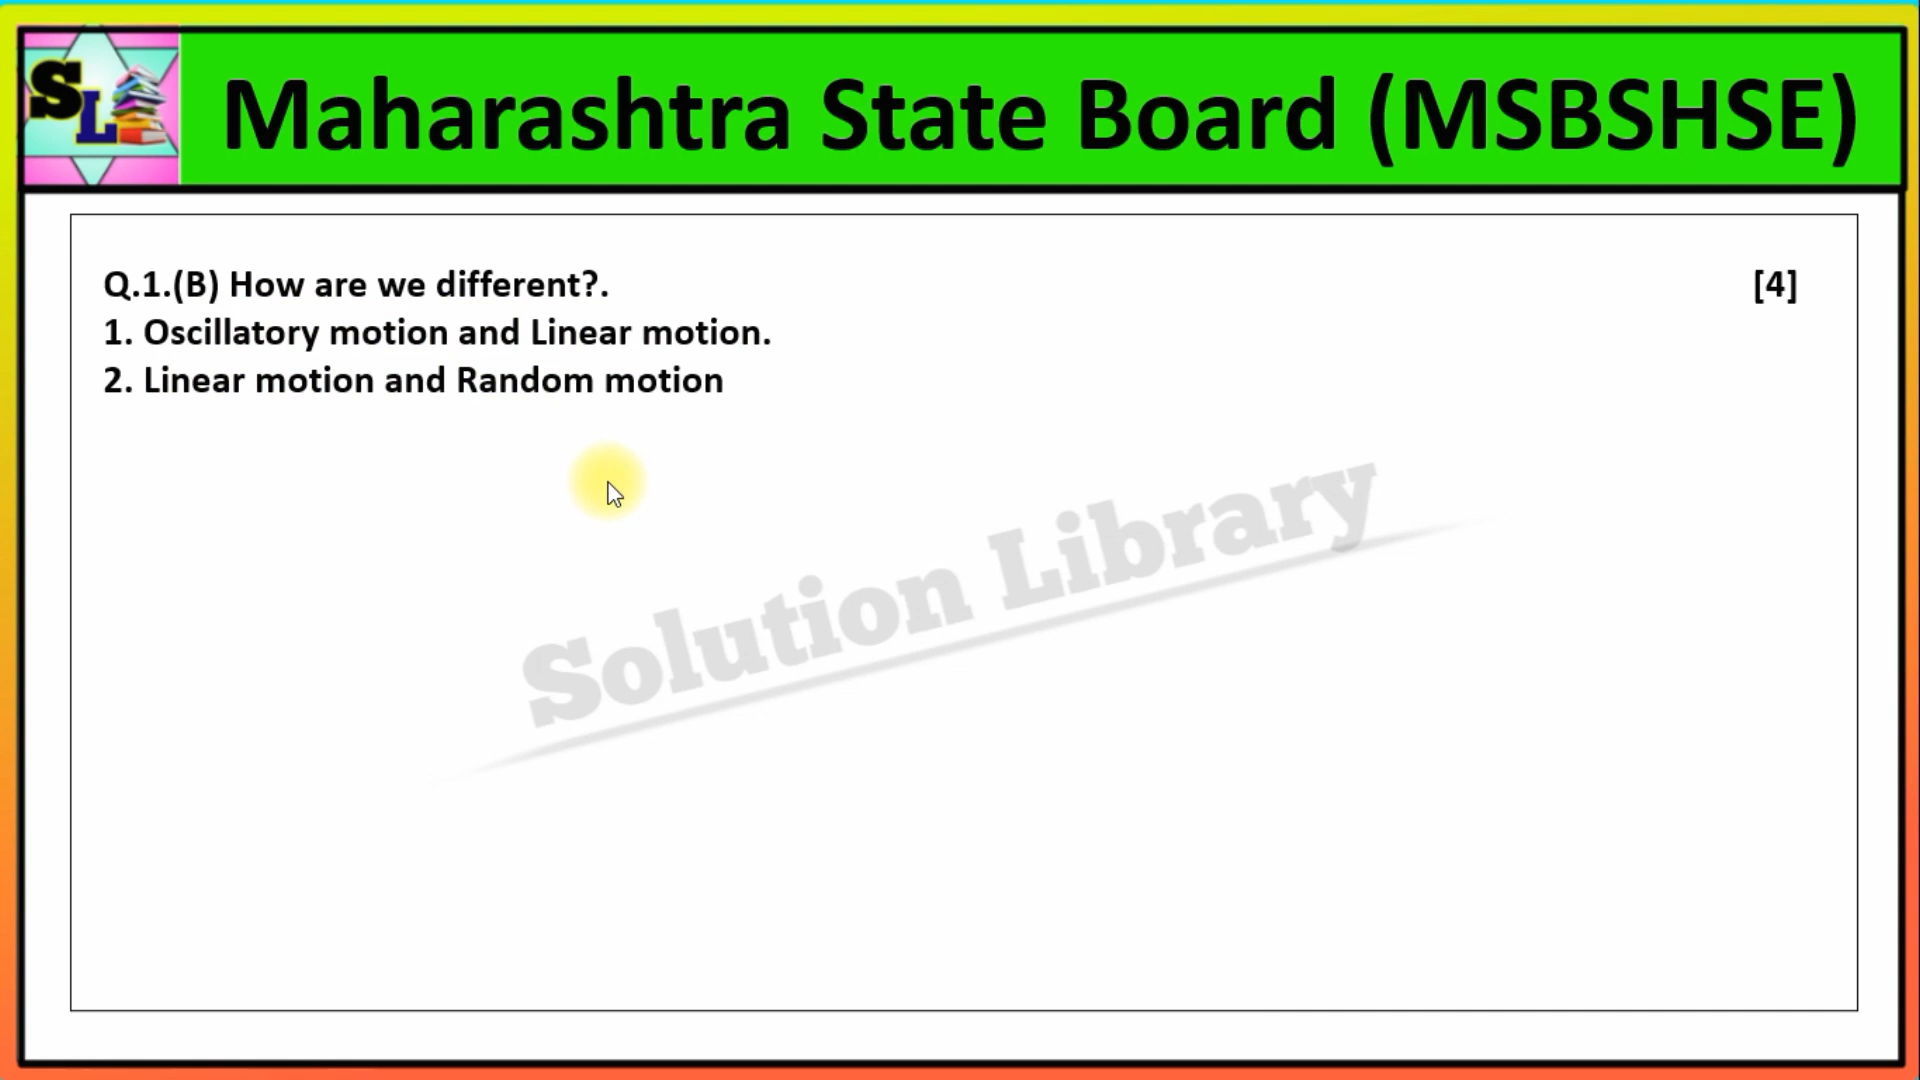 SL
Maharashtra State Board (MSBSHSE)
Q.1.(B) How are we different?. [4]
1. Oscillatory motion and Linear motion.
2. Linear motion and Random motion
Solution Library